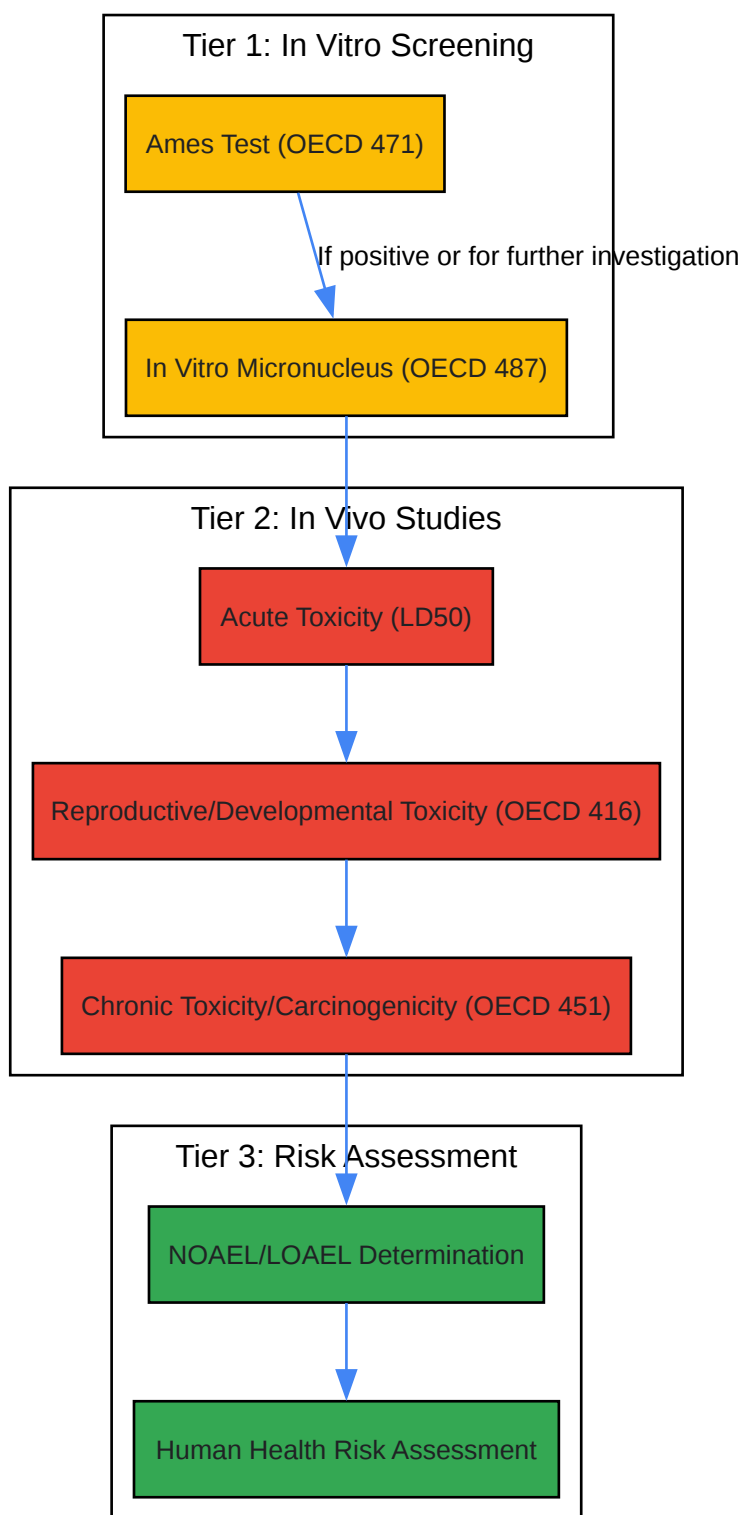 Tier 1: In Vitro Screening
Ames Test (OECD 471)
If positive or for further investigation
In Vitro Micronucleus (OECD 487)
Tier 2: In Vivo Studies
Acute Toxicity (LD50)
Reproductive/Developmental Toxicity (OECD 416)
Chronic Toxicity/Carcinogenicity (OECD 451)
Tier 3: Risk Assessment
NOAEL/LOAEL Determination
Human Health Risk Assessment